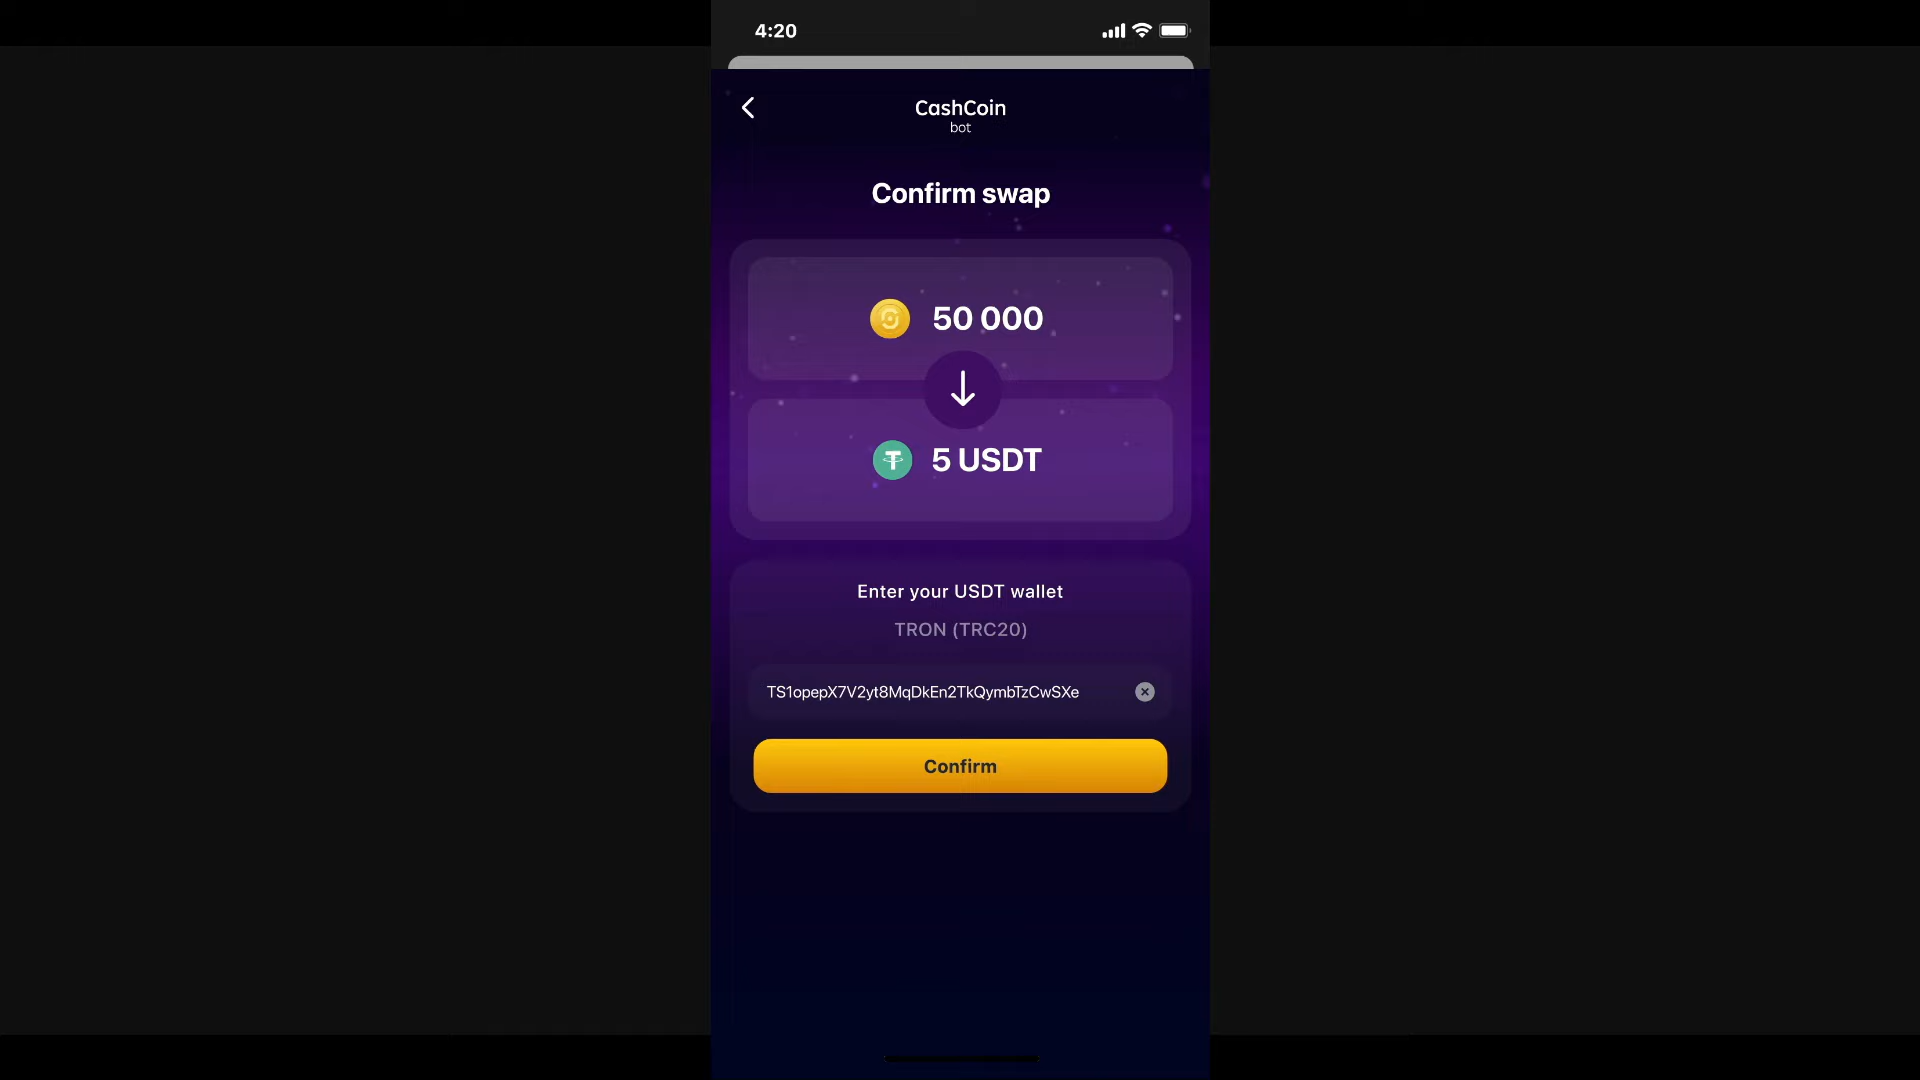 4:20
CashCoin
bot
Confirm swap
50 000
5 USDT
Enter your USDT wallet
TRON (TRC20)
TS1opepX7V2yt8MqDkEn2TkQymbTzCwSXe
Confirm